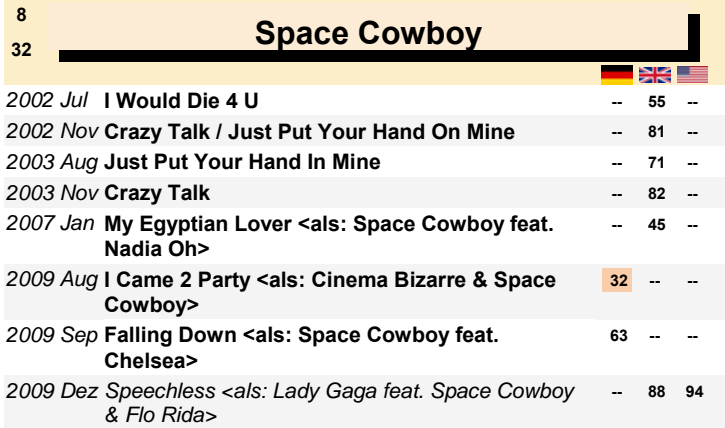 8
Space Cowboy
32
2002 Jul I Would Die 4 U -- 55 --
2002 Nov Crazy Talk / Just Put Your Hand On Mine -- 81 --
2003 Aug Just Put Your Hand In Mine -- 71 --
2003 Nov Crazy Talk -- 82 --
2007 Jan My Egyptian Lover <als: Space Cowboy feat. -- 45 --
Nadia Oh>
2009 Aug I Came 2 Party <als: Cinema Bizarre & Space 32 -- --
Cowboy>
2009 Sep Falling Down <als: Space Cowboy feat. 63 -- --
Chelsea>
2009 Dez Speechless <als: Lady Gaga feat. Space Cowboy -- 88 94
& Flo Rida>